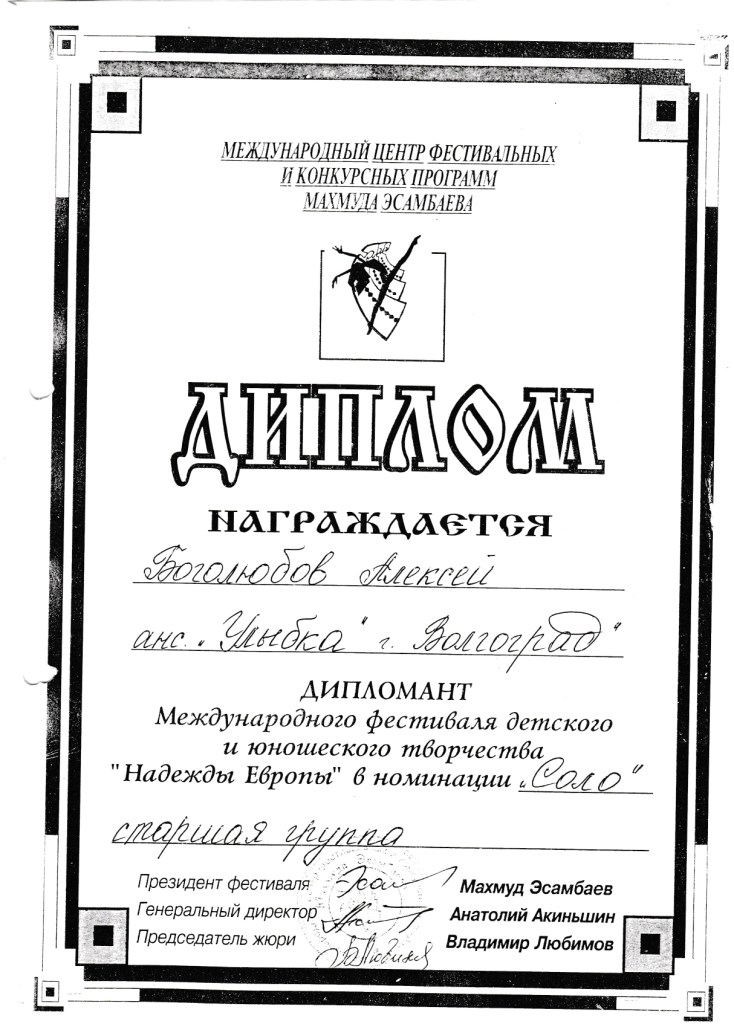 МЕЖДУНАРОДНЫЙ ЦЕНТР ФЕСТИВАЛЬНЫХ
И КОНКУРСНЫХ ПРОГРАММ
МАХМУДА ЭСАМБАЕВА
ДИПЛОМ
НАГРАЖДАЕТСЯ
Боголюбов Алексей
анс. „Улыбка" г. Волгоград"
ДИПЛОМАНТ
Международного фестиваля детского
и юношеского творчества
"Надежды Европы" в номинации „Соло"
старшая группа
Президент фестиваля Махмуд Эсамбаев
Генеральный директор Анатолий Акиньшин
Председатель жюри Владимир Любимов